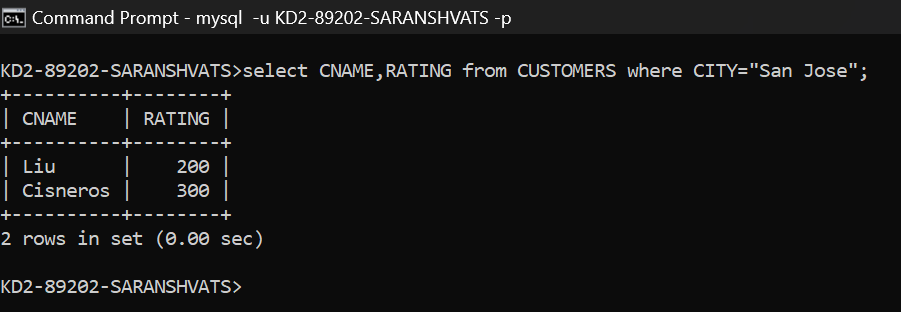 Command Prompt - mysql  -u KD2-89202-SARANSHVATS -p
KD2-89202-SARANSHVATS>select CNAME,RATING from CUSTOMERS where CITY="San Jose";
+----------+--------+
| CNAME    | RATING |
+----------+--------+
| Liu      |    200 |
| Cisneros |    300 |
+----------+--------+
2 rows in set (0.00 sec)
KD2-89202-SARANSHVATS>